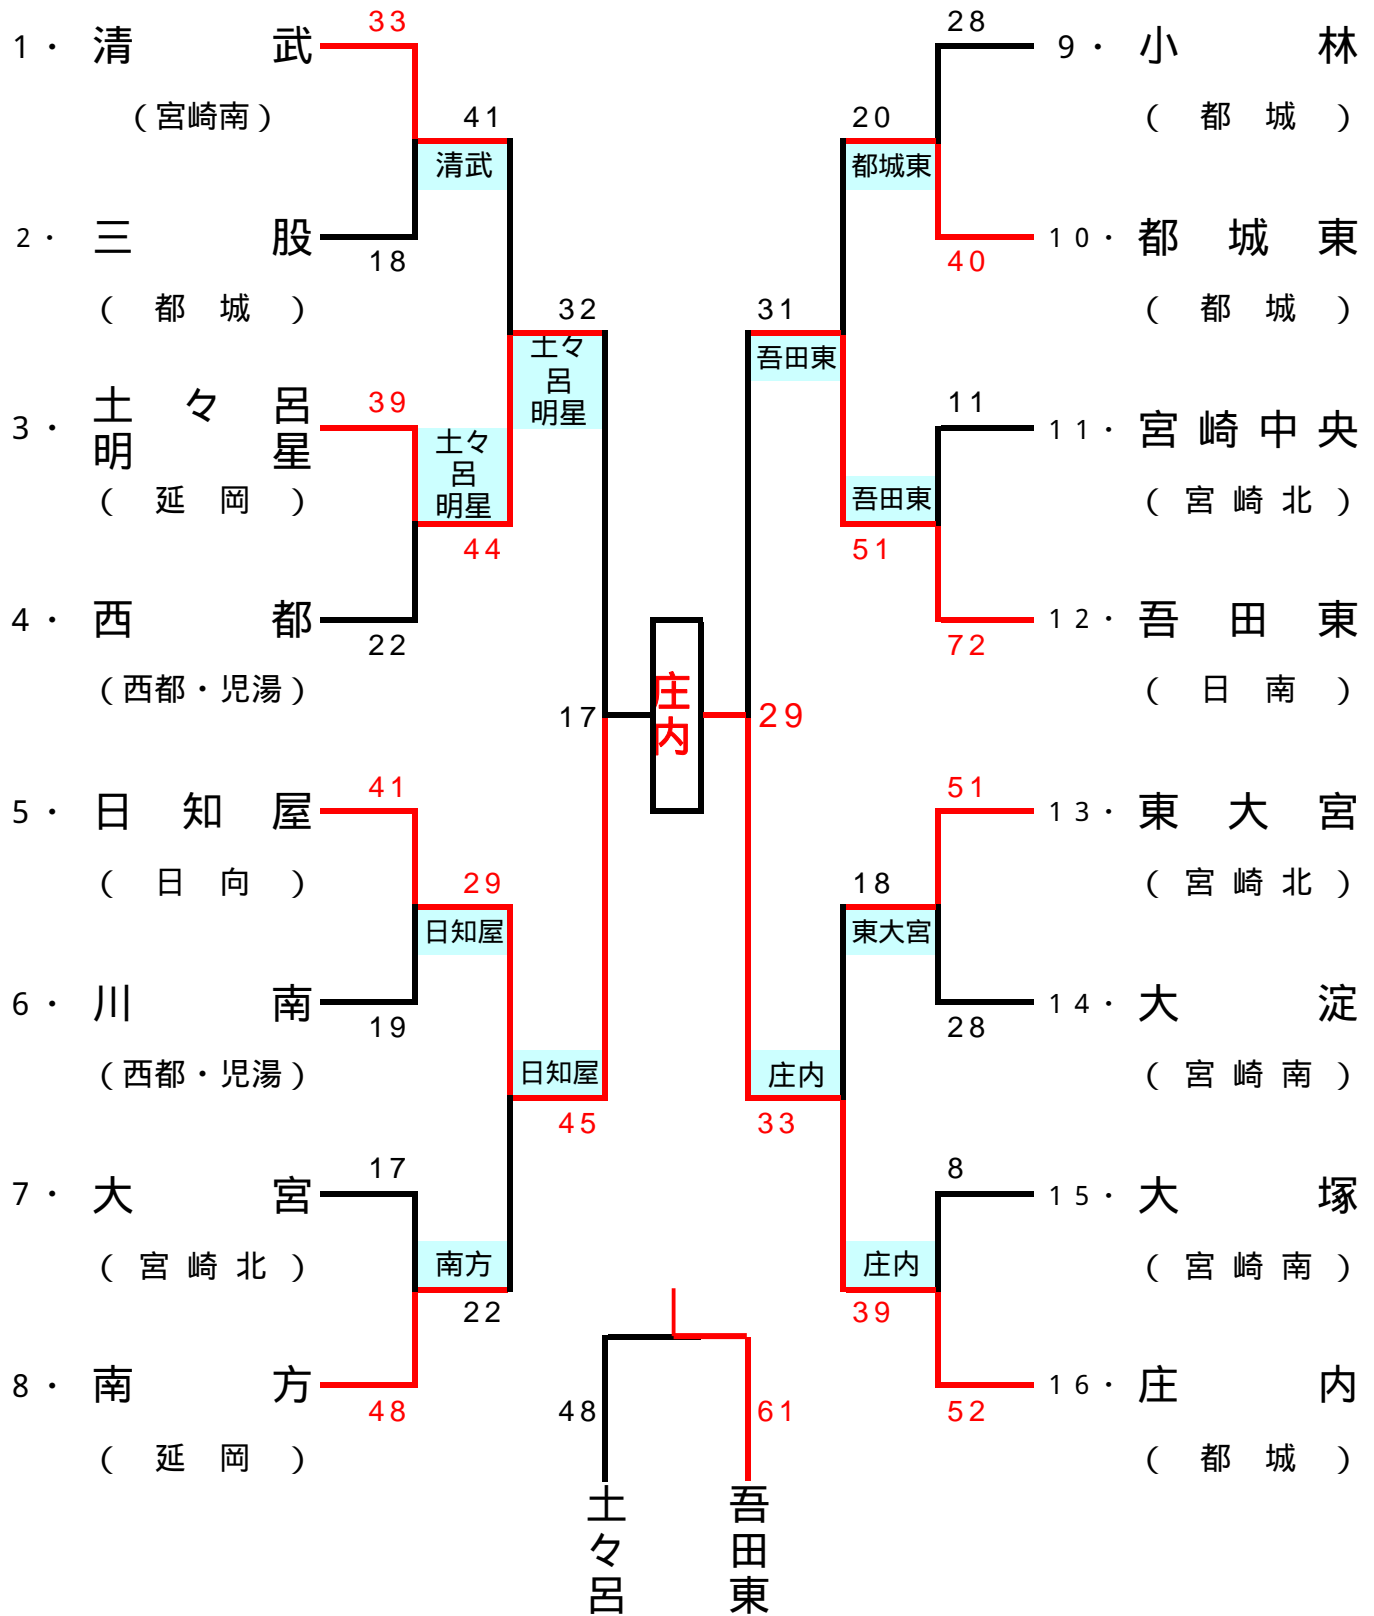 33
1・清武
(宮崎南)
41
清武
2・三股
18
(都城)
32
土々
呂
明星
3・土々呂
明星
39
(延岡)
土々
呂
明星
44
4・西都
22
(西都・児湯)
17
5・日知屋
41
(日向)
29
日知屋
6・川南
19
(西都・児湯)
日知屋
45
7・大宮
17
(宮崎北)
南方
22
8・南方
48
(延岡)
庄内
28
9・小林
(都城)
20
都城東
10・都城東
40
(都城)
31
吾田東
11
11・宮崎中央
(宮崎北)
吾田東
51
12・吾田東
72
(日南)
29
51
13・東大宮
(宮崎北)
18
東大宮
14・大淀
28
(宮崎南)
庄内
33
8
15・大塚
(宮崎南)
庄内
39
16・庄内
52
(都城)
48
61
土々呂
吾田東